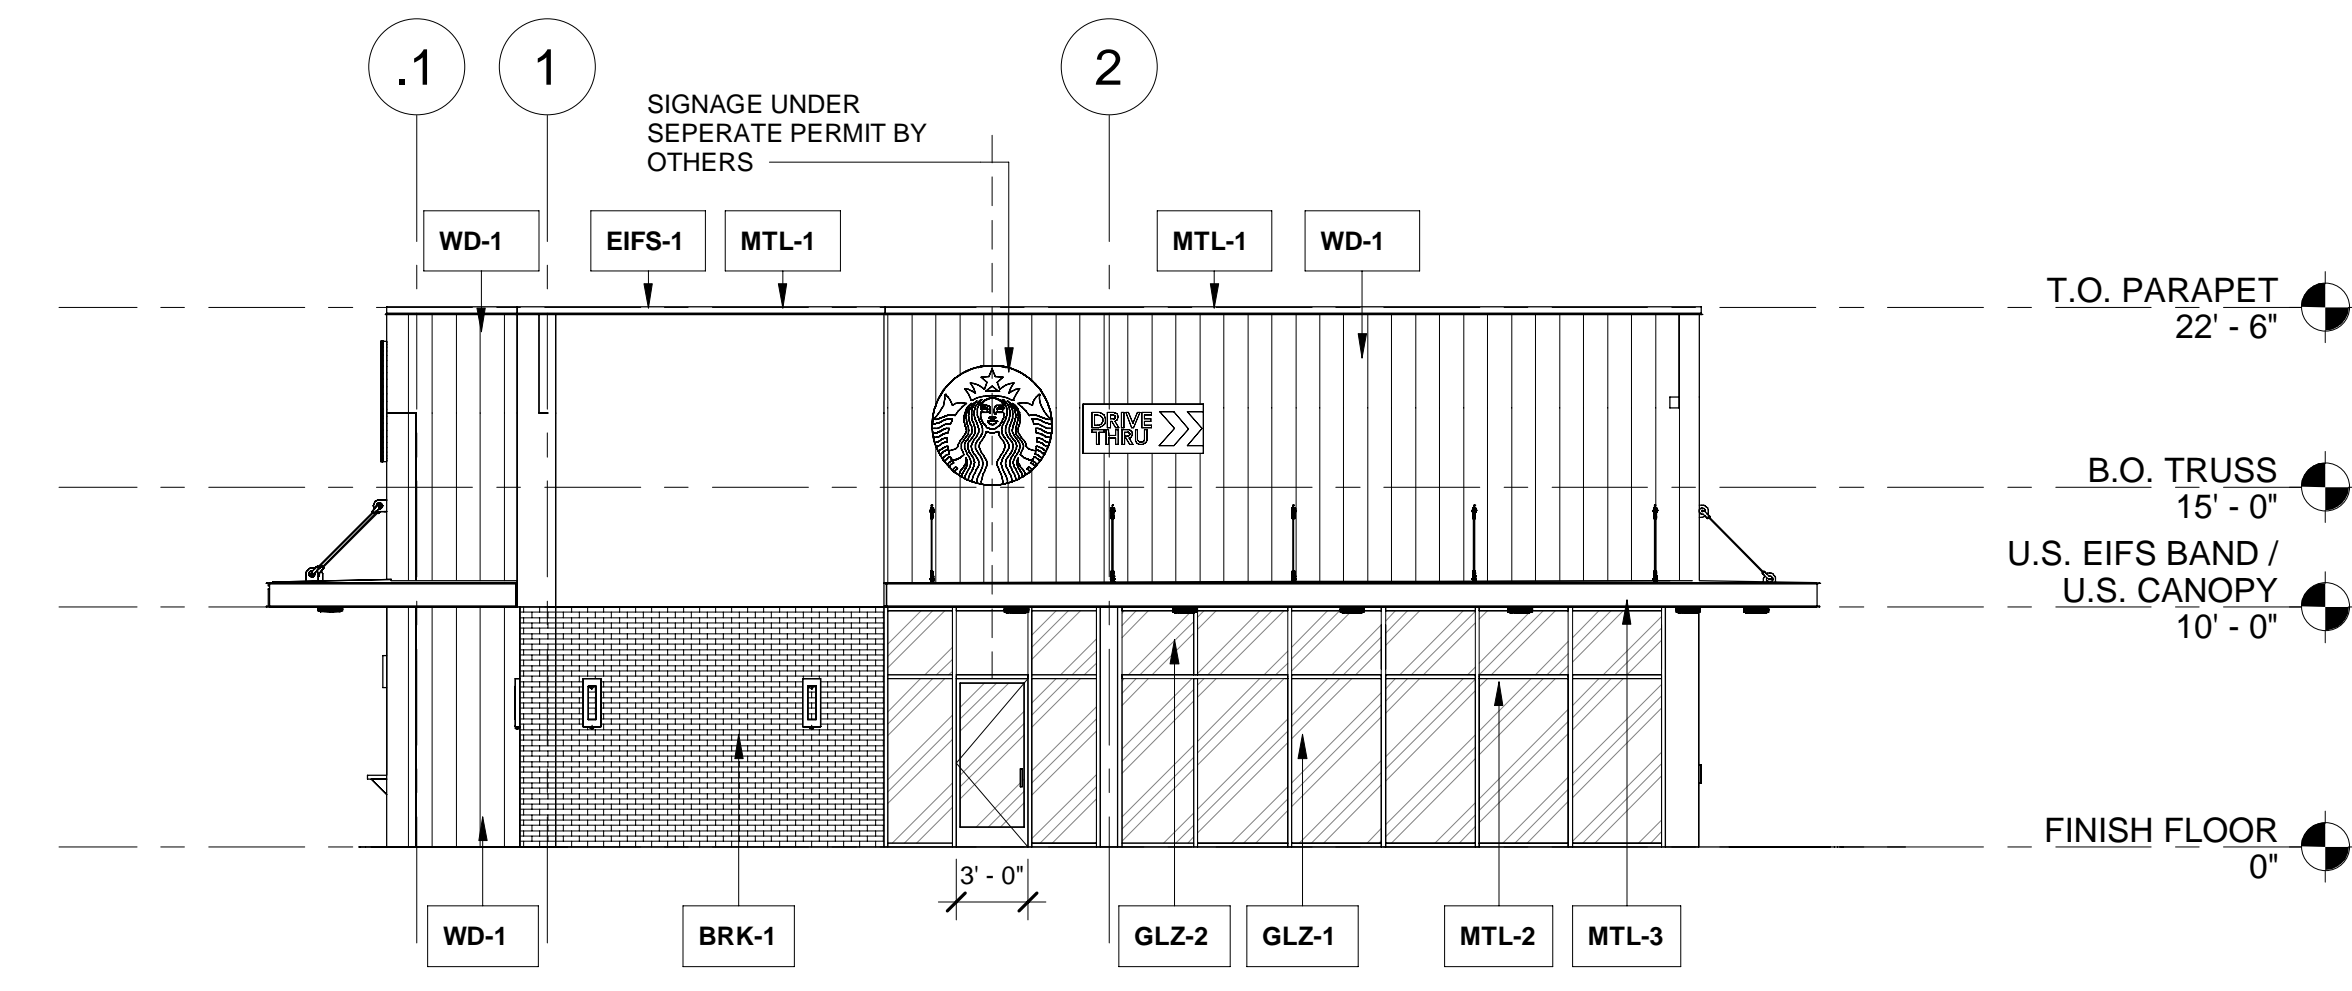 .1
1
2
SIGNAGE UNDER
SEPERATE PERMIT BY
OTHERS
WD-1
EIFS-1
MTL-1
MTL-1
WD-1
T.O. PARAPET
22' - 6"
DRIVE
THRU
B.O. TRUSS
15' - 0"
U.S. EIFS BAND /
U.S. CANOPY
10' - 0"
FINISH FLOOR
0"
3' - 0"
WD-1
BRK-1
GLZ-2
GLZ-1
MTL-2
MTL-3